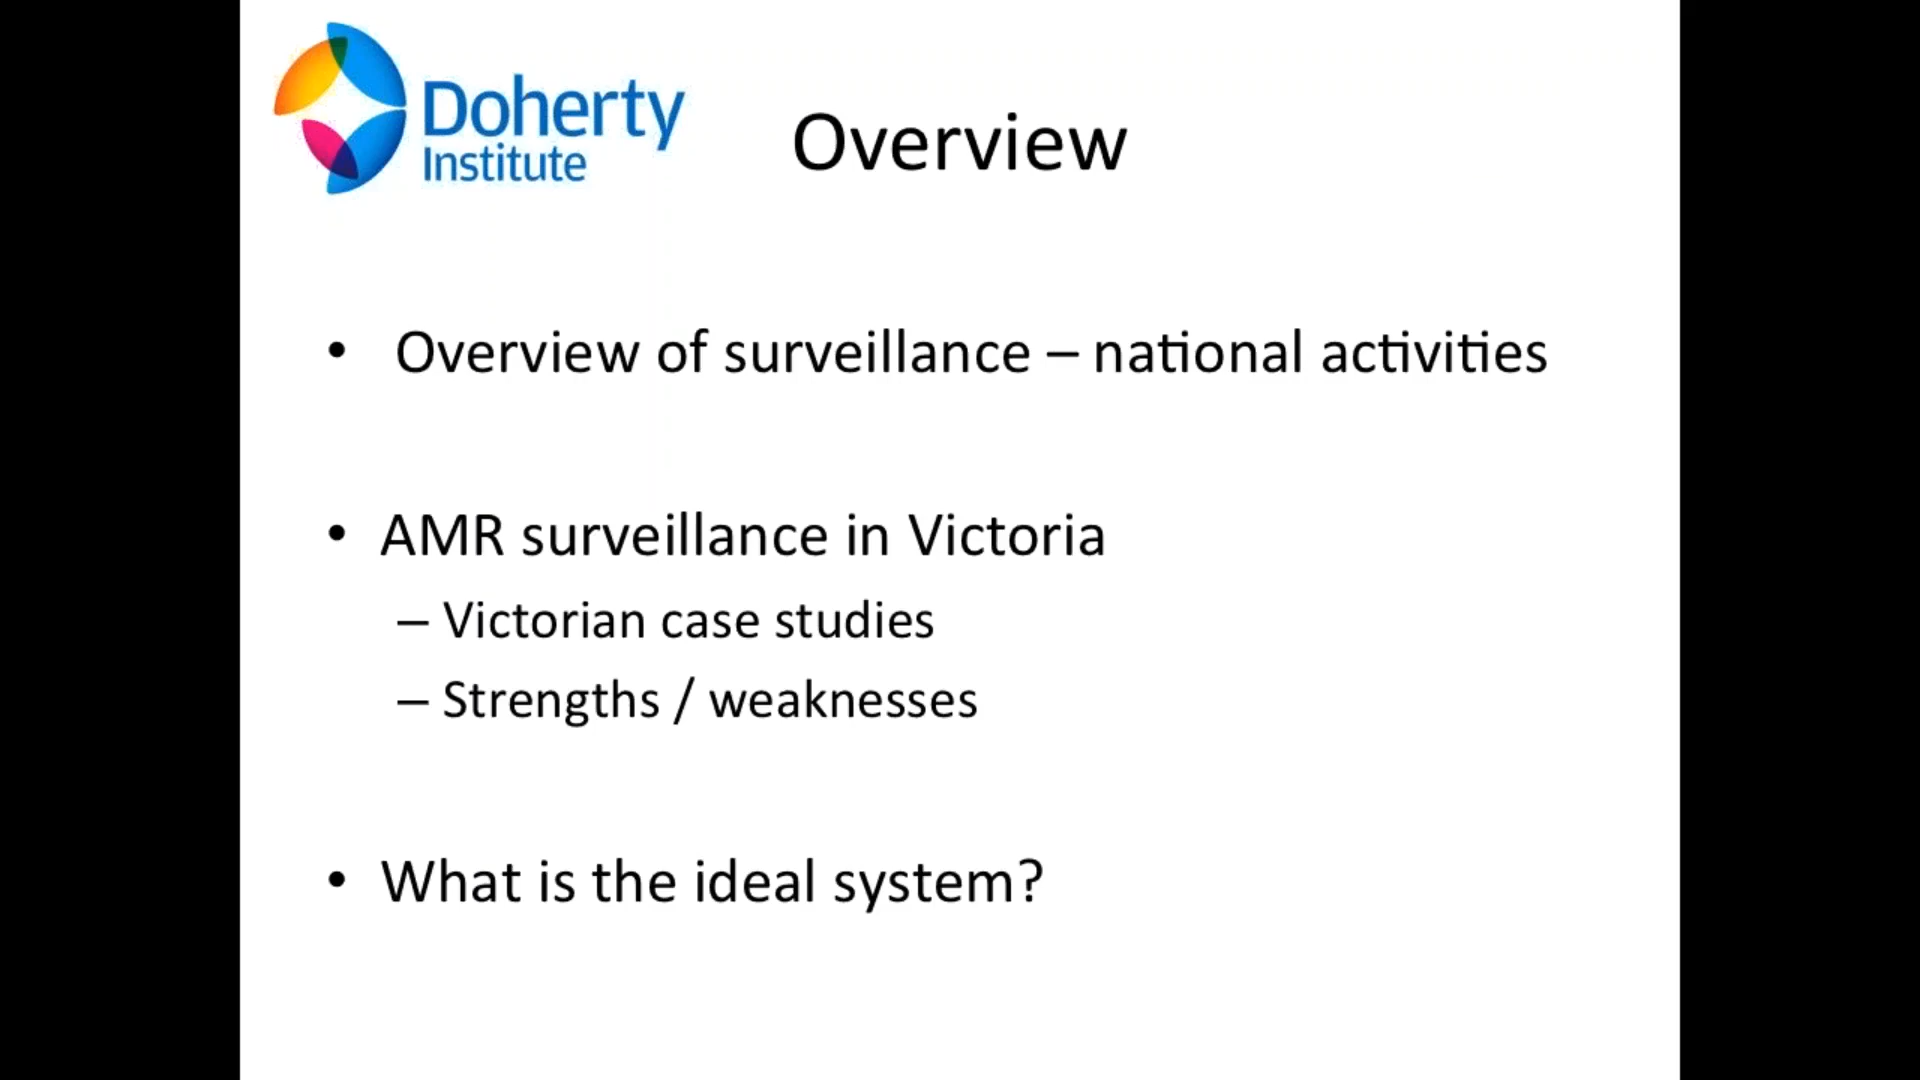 Doherty
Institute
Overview
• Overview of surveillance – national activities
• AMR surveillance in Victoria
– Victorian case studies
– Strengths / weaknesses
• What is the ideal system?